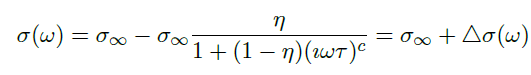 σ(ω) = σ∞ − σ∞ η / (1 + (1 − η)(ıωτ)^c) = σ∞ + △σ(ω)